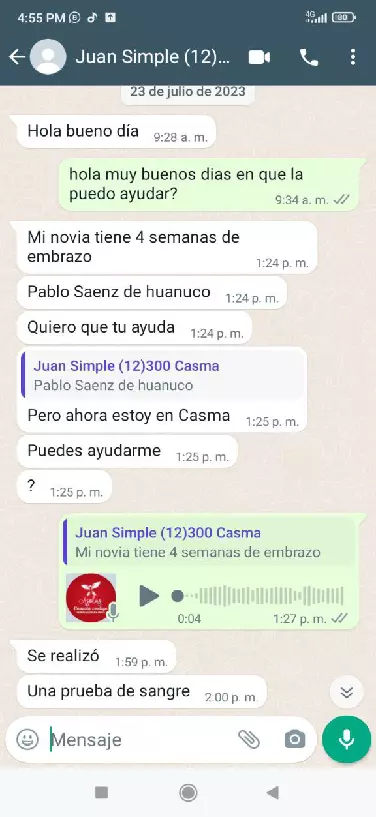 4:55 PM
4G
100
Juan Simple (12)...
23 de julio de 2023
Hola bueno día 9:28 a. m.
hola muy buenos dias en que la
puedo ayudar?
9:34 a. m.
Mi novia tiene 4 semanas de
embrazo
1:24 p. m.
Pablo Saenz de huanuco 1:24 p. m.
Quiero que tu ayuda 1:24 p. m.
Juan Simple (12)300 Casma
Pablo Saenz de huanuco
Pero ahora estoy en Casma 1:25 p. m.
Puedes ayudarme 1:25 p. m.
? 1:25 p. m.
Juan Simple (12)300 Casma
Mi novia tiene 4 semanas de embrazo
0:04 1:27 p. m.
Se realizó 1:59 p. m.
Una prueba de sangre 2:00 p. m.
Mensaje